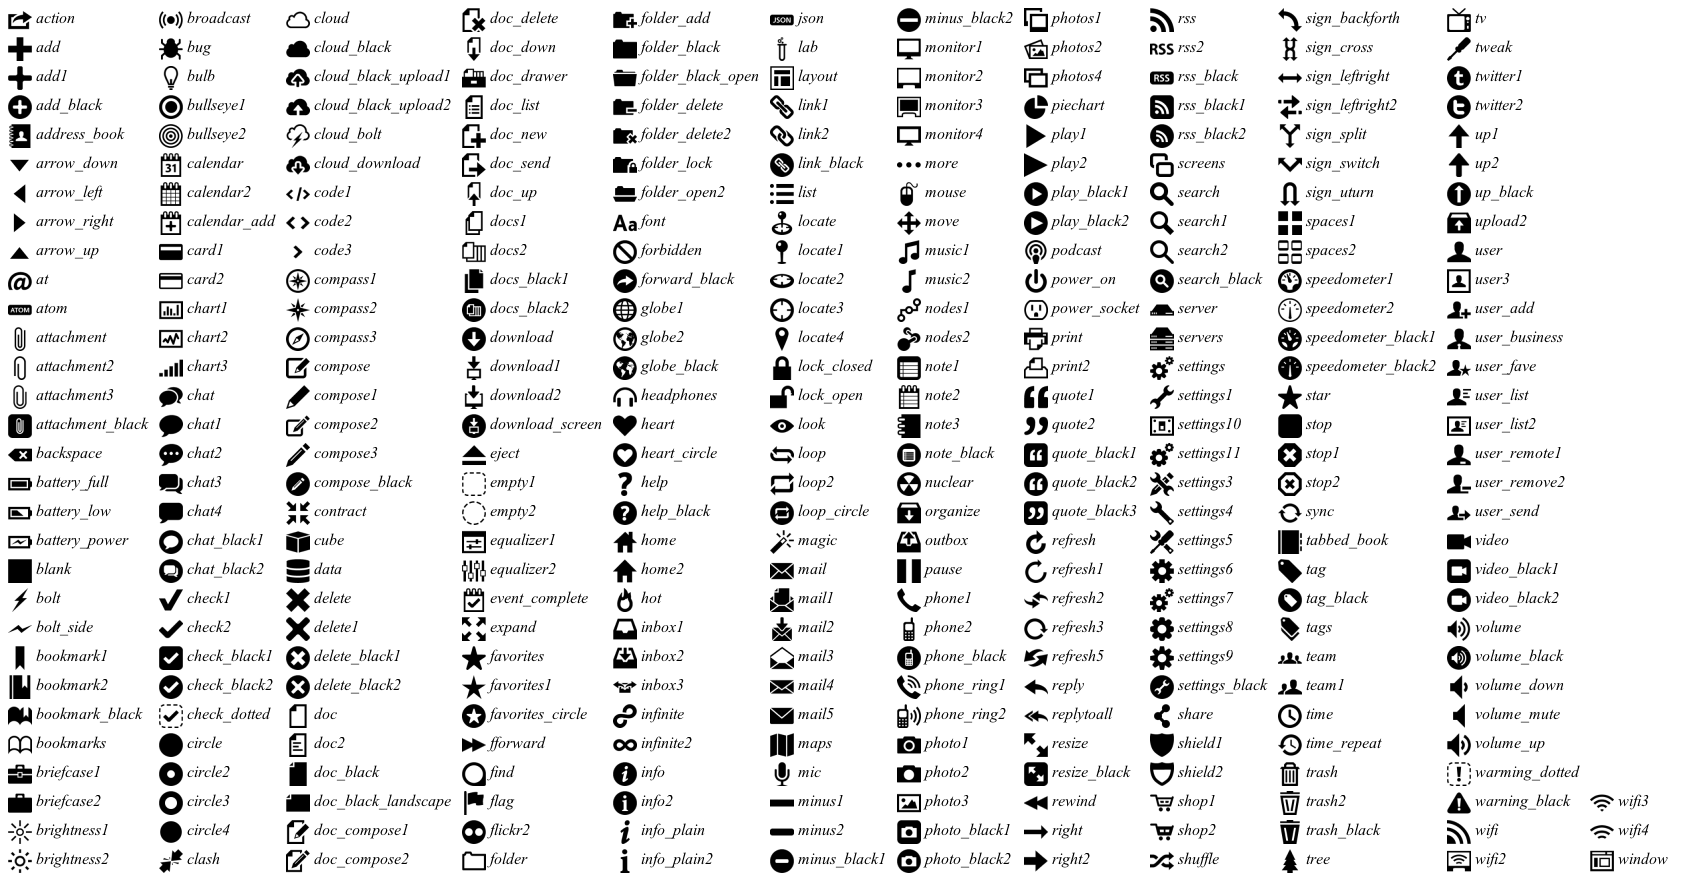 action
add
add1
add_black
address_book
arrow_down
arrow_left
arrow_right
arrow_up
at
ATOM atom
attachment
attachment2
attachment3
attachment_black
backspace
battery_full
battery_low
battery_power
blank
bolt
bolt_side
bookmark1
bookmark2
bookmark_black
bookmarks
briefcase1
briefcase2
brightness1
brightness2
broadcast
bug
bulb
bullseye1
bullseye2
31 calendar
calendar2
calendar_add
card1
card2
chart1
chart2
chart3
chat
chat1
chat2
chat3
chat4
chat_black1
chat_black2
check1
check2
check_black1
check_black2
check_dotted
circle
circle2
circle3
circle4
clash
cloud
cloud_black
cloud_black_upload1
cloud_black_upload2
cloud_bolt
cloud_download
code1
code2
code3
compass1
compass2
compass3
compose
compose1
compose2
compose3
compose_black
contract
cube
data
delete
delete1
delete_black1
delete_black2
doc
doc2
doc_black
doc_black_landscape
doc_compose1
doc_compose2
doc_delete
doc_down
doc_drawer
doc_list
doc_new
doc_send
doc_up
docs1
docs2
docs_black1
docs_black2
download
download1
download2
download_screen
eject
empty1
empty2
equalizer1
equalizer2
event_complete
expand
favorites
favorites1
favorites_circle
fforward
find
flag
flickr2
folder
folder_add
folder_black
folder_black_open
folder_delete
folder_delete2
folder_lock
folder_open2
Aa font
forbidden
forward_black
globe1
globe2
globe_black
headphones
heart
heart_circle
? help
? help_black
home
home2
hot
inbox1
inbox2
inbox3
infinite
infinite2
i info
i info2
i info_plain
i info_plain2
JSON json
lab
layout
link1
link2
link_black
list
locate
locate1
locate2
locate3
locate4
lock_closed
lock_open
look
loop
loop2
loop_circle
magic
mail
mail1
mail2
mail3
mail4
mail5
maps
mic
minus1
minus2
minus_black1
minus_black2
monitor1
monitor2
monitor3
monitor4
more
mouse
move
music1
music2
nodes1
nodes2
note1
note2
note3
note_black
nuclear
organize
outbox
pause
phone1
phone2
phone_black
phone_ring1
phone_ring2
photo1
photo2
photo3
photo_black1
photo_black2
photos1
photos2
photos4
piechart
play1
play2
play_black1
play_black2
podcast
power_on
power_socket
print
print2
quote1
quote2
quote_black1
quote_black2
quote_black3
refresh
refresh1
refresh2
refresh3
refresh5
reply
replytoall
resize
resize_black
rewind
right
right2
rss
RSS rss2
RSS rss_black
rss_black1
rss_black2
screens
search
search1
search2
search_black
server
servers
settings
settings1
settings10
settings11
settings3
settings4
settings5
settings6
settings7
settings8
settings9
settings_black
share
shield1
shield2
shop1
shop2
shuffle
sign_backforth
sign_cross
sign_leftright
sign_leftright2
sign_split
sign_switch
sign_uturn
spaces1
spaces2
speedometer1
speedometer2
speedometer_black1
speedometer_black2
star
stop
stop1
stop2
sync
tabbed_book
tag
tag_black
tags
team
team1
time
time_repeat
trash
trash2
trash_black
tree
tv
tweak
twitter1
twitter2
up1
up2
up_black
upload2
user
user3
user_add
user_business
user_fave
user_list
user_list2
user_remote1
user_remove2
user_send
video
video_black1
video_black2
volume
volume_black
volume_down
volume_mute
volume_up
warming_dotted
warning_black
wifi
wifi2
wifi3
wifi4
window